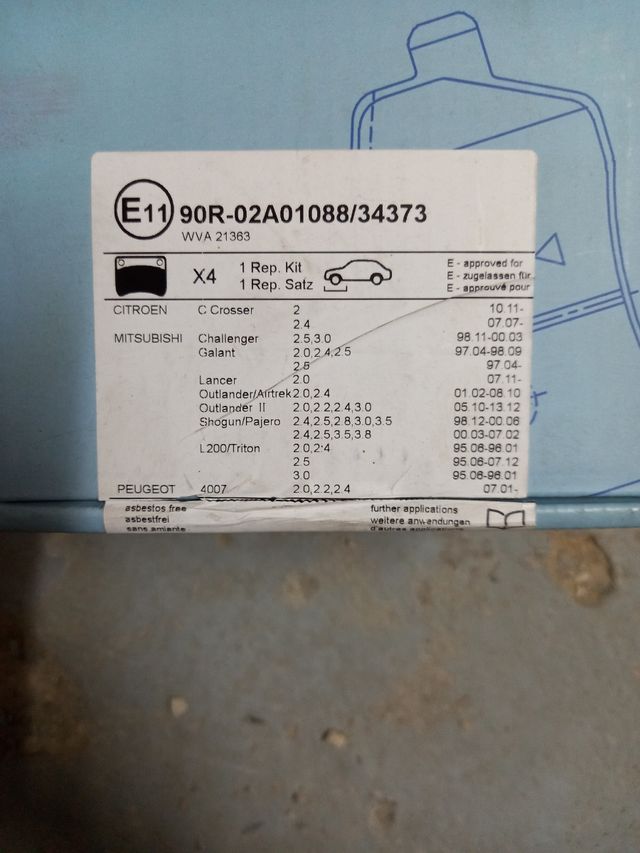 E11 90R-02A01088/34373
WVA 21363
X4 1 Rep. Kit E - approved for
1 Rep. Satz E - zugelassen für
E - approuvé pour
CITROEN C Crosser 2 10.11-
2.4 07.07-
MITSUBISHI Challenger 2.5,3.0 98.11-00.03
Galant 2.0,2.4,2.5 97.04-98.09
2.5 97.04-
Lancer 2.0 07.11-
Outlander/Airtrek 2.0,2.4 01.02-08.10
Outlander II 2.0,2.2,2.4,3.0 05.10-13.12
Shogun/Pajero 2.4,2.5,2.8,3.0,3.5 98.12-00.06
2.4,2.5,3.5,3.8 00.03-07.02
L200/Triton 2.0,2.4 95.06-96.01
2.5 95.06-07.12
3.0 95.06-96.01
PEUGEOT 4007 2.0,2.2,2.4 07.01-
asbestos free further applications
asbestfrei weitere anwendungen
sans amiante d'autres applications